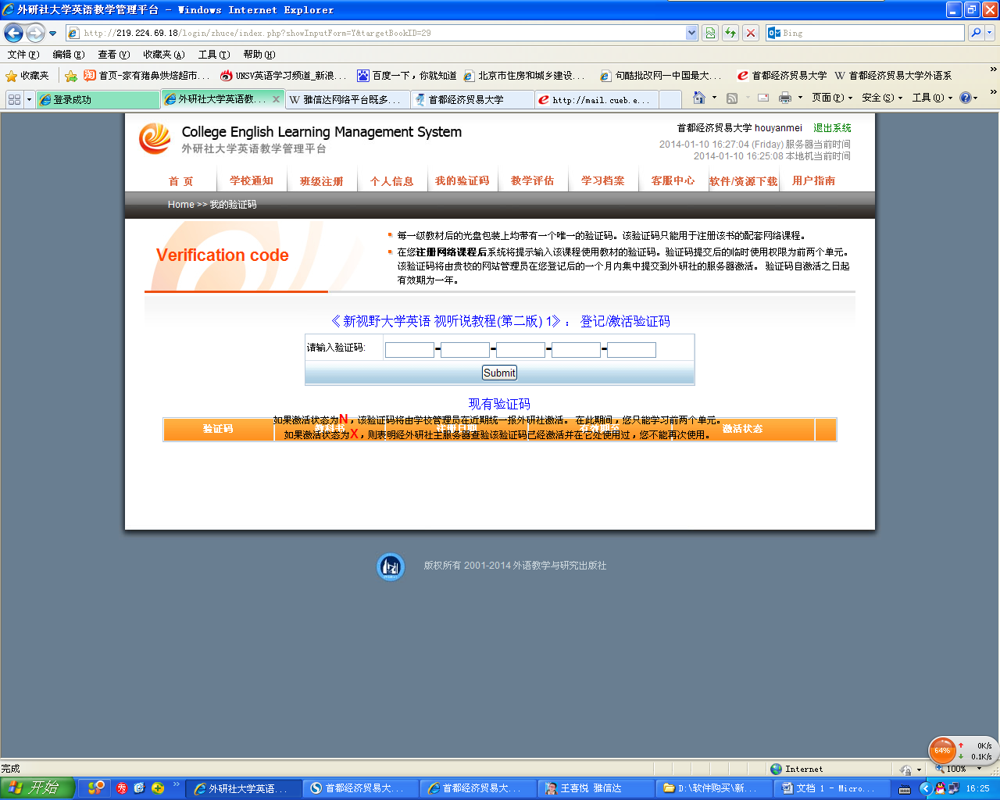 外研社大学英语教学管理平台 - Windows Internet Explorer
http://219.224.69.18/login/zhuce/index.php?showInputForm=Y&targetBookID=29
Bing
文件(F) 编辑(E) 查看(V) 收藏夹(A) 工具(T) 帮助(H)
收藏夹 淘 首页-家有猪鼻烘焙超市... UNSV英语学习频道_新浪... 百度一下，你就知道 北京市住房和城乡建设... 句酷批改网—中国最大... 首都经济贸易大学 W 首都经济贸易大学外语系 »
登录成功 外研社大学英语教... W 雅信达网络平台既多... 首都经济贸易大学 http://mail.cueb.e... 页面(P) 安全(S) 工具(O) »
College English Learning Management System
外研社大学英语教学管理平台
首都经济贸易大学 houyanmei 退出系统
2014-01-10 16:27:04 (Friday) 服务器当前时间
2014-01-10 16:25:08 本地机当前时间
首 页 学校通知 班级注册 个人信息 我的验证码 教学评估 学习档案 客服中心 软件/资源下载 用户指南
Home >> 我的验证码
Verification code
每一级教材后的光盘包装上均带有一个唯一的验证码。该验证码只能用于注册该书的配套网络课程。
在您注册网络课程后系统将提示输入该课程使用教材的验证码。验证码提交后的临时使用权限为前两个单元。
该验证码将由贵校的网站管理员在您登记后的一个月内集中提交到外研社的服务器激活。 验证码自激活之日起
有效期为一年。
《 新视野大学英语 视听说教程(第二版) 1》： 登记/激活验证码
请输入验证码: - - - -
Submit
现有验证码
如果激活状态为N，该验证码将由学校管理员在近期统一报外研社激活。 在此期间，您只能学习前两个单元。
验证码 教科书 注册日期 有效期至 激活状态
如果激活状态为X，则表明经外研社主服务器查验该验证码已经激活并在它处使用过，您不能再次使用。
版权所有 2001-2014 外语教学与研究出版社
64% 0K/s
0.1K/s
完成 Internet 100%
开始 » 外研社大学英语... 首都经济贸易大... 首都经济贸易大... 王喜悦 雅信达 D:\软件购买\新... 文档 1 - Micro... 16:25